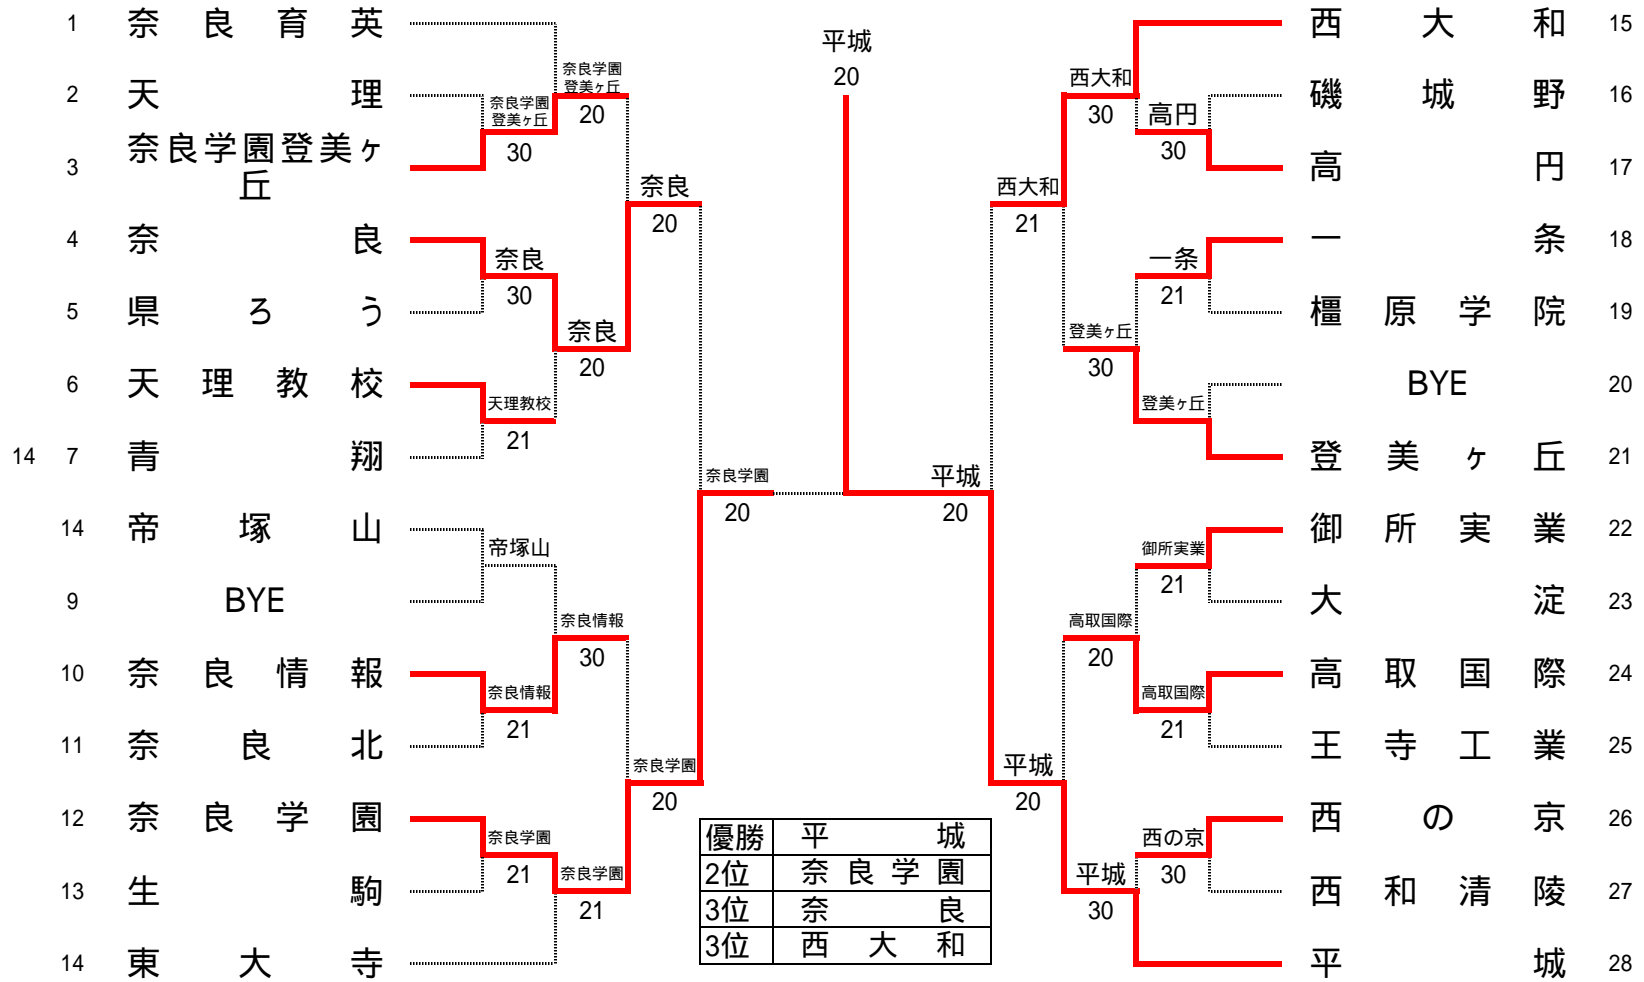 1 奈良育英
2 天理
3 奈良学園登美ヶ丘
4 奈良
5 県ろう
6 天理教校
14 7 青翔
14 帝塚山
9 BYE
10 奈良情報
11 奈良北
12 奈良学園
13 生駒
14 東大寺
奈良学園
登美ヶ丘
30
奈良
30
天理教校
21
帝塚山
奈良情報
21
奈良学園
21
奈良学園
登美ヶ丘
20
奈良
20
奈良情報
30
奈良学園
21
奈良
20
奈良学園
20
奈良学園
20
平城
20
平城
20
西大和
21
平城
20
西大和
30
登美ヶ丘
30
高取国際
20
平城
30
高円
30
一条
21
登美ヶ丘
御所実業
21
高取国際
21
西の京
30
西大和 15
磯城野 16
高円 17
一条 18
橿原学院 19
BYE 20
登美ヶ丘 21
御所実業 22
大淀 23
高取国際 24
王寺工業 25
西の京 26
西和清陵 27
平城 28
優勝 平城
2位 奈良学園
3位 奈良
3位 西大和